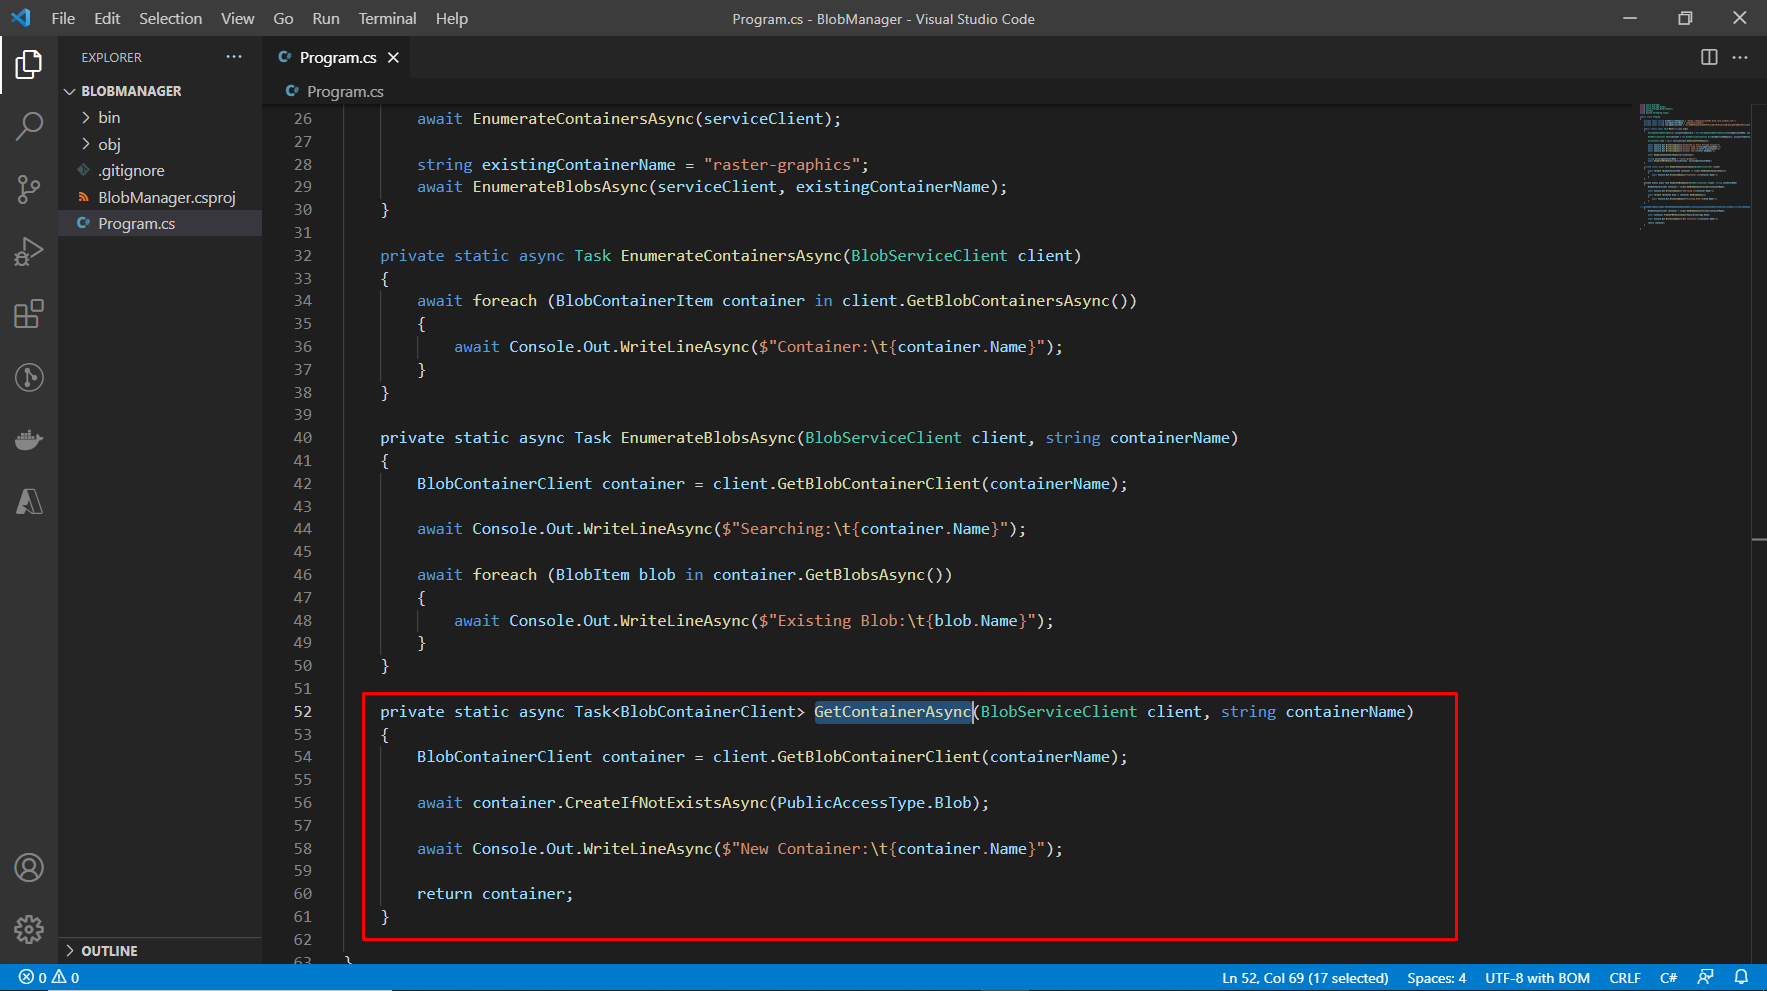 File Edit Selection View Go Run Terminal Help
Program.cs - BlobManager - Visual Studio Code
EXPLORER
BLOBMANAGER
bin
obj
.gitignore
BlobManager.csproj
Program.cs
OUTLINE
Program.cs
Program.cs
26 await EnumerateContainersAsync(serviceClient);
27
28 string existingContainerName = "raster-graphics";
29 await EnumerateBlobsAsync(serviceClient, existingContainerName);
30 }
31
32 private static async Task EnumerateContainersAsync(BlobServiceClient client)
33 {
34 await foreach (BlobContainerItem container in client.GetBlobContainersAsync())
35 {
36 await Console.Out.WriteLineAsync($"Container:\t{container.Name}");
37 }
38 }
39
40 private static async Task EnumerateBlobsAsync(BlobServiceClient client, string containerName)
41 {
42 BlobContainerClient container = client.GetBlobContainerClient(containerName);
43
44 await Console.Out.WriteLineAsync($"Searching:\t{container.Name}");
45
46 await foreach (BlobItem blob in container.GetBlobsAsync())
47 {
48 await Console.Out.WriteLineAsync($"Existing Blob:\t{blob.Name}");
49 }
50 }
51
52 private static async Task<BlobContainerClient> GetContainerAsync(BlobServiceClient client, string containerName)
53 {
54 BlobContainerClient container = client.GetBlobContainerClient(containerName);
55
56 await container.CreateIfNotExistsAsync(PublicAccessType.Blob);
57
58 await Console.Out.WriteLineAsync($"New Container:\t{container.Name}");
59
60 return container;
61 }
62
63 }
0 0
Ln 52, Col 69 (17 selected) Spaces: 4 UTF-8 with BOM CRLF C#